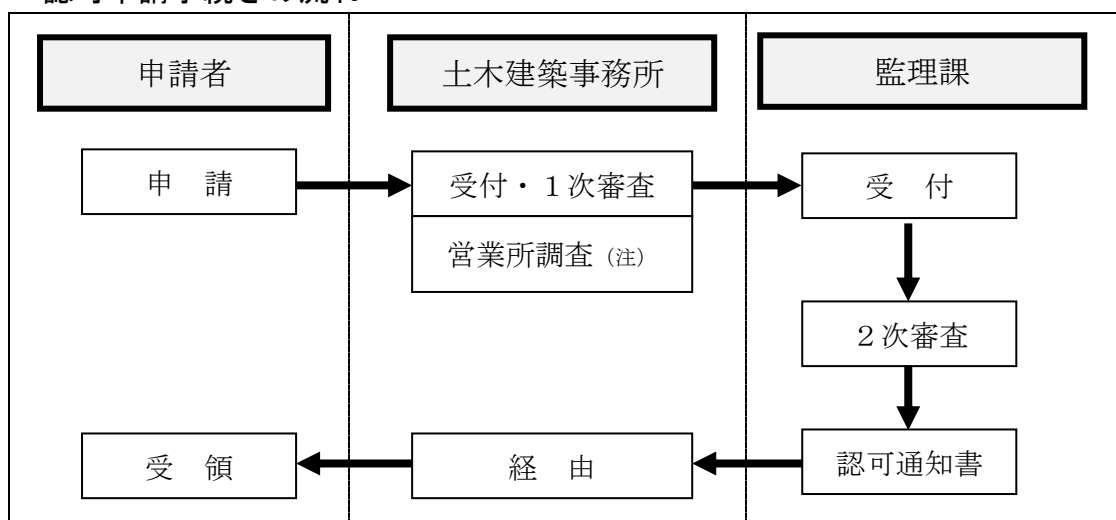 申請者
土木建築事務所
監理課
申　請
受付・１次審査
営業所調査（注）
受　付
２次審査
認可通知書
経　由
受　領